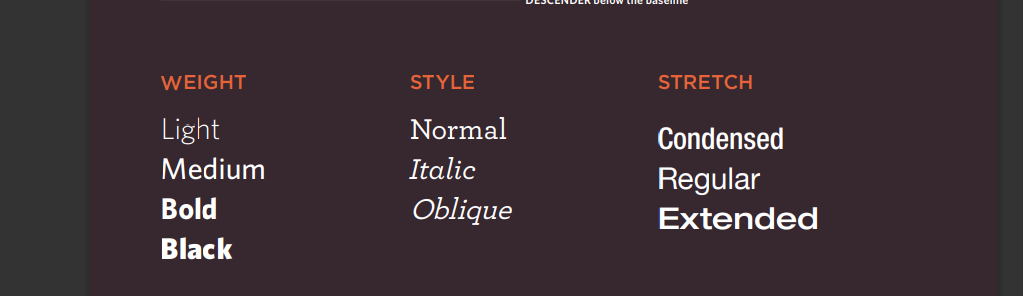 DESCENDER below the baseline
WEIGHT
Light
Medium
Bold
Black
STYLE
Normal
Italic
Oblique
STRETCH
Condensed
Regular
Extended